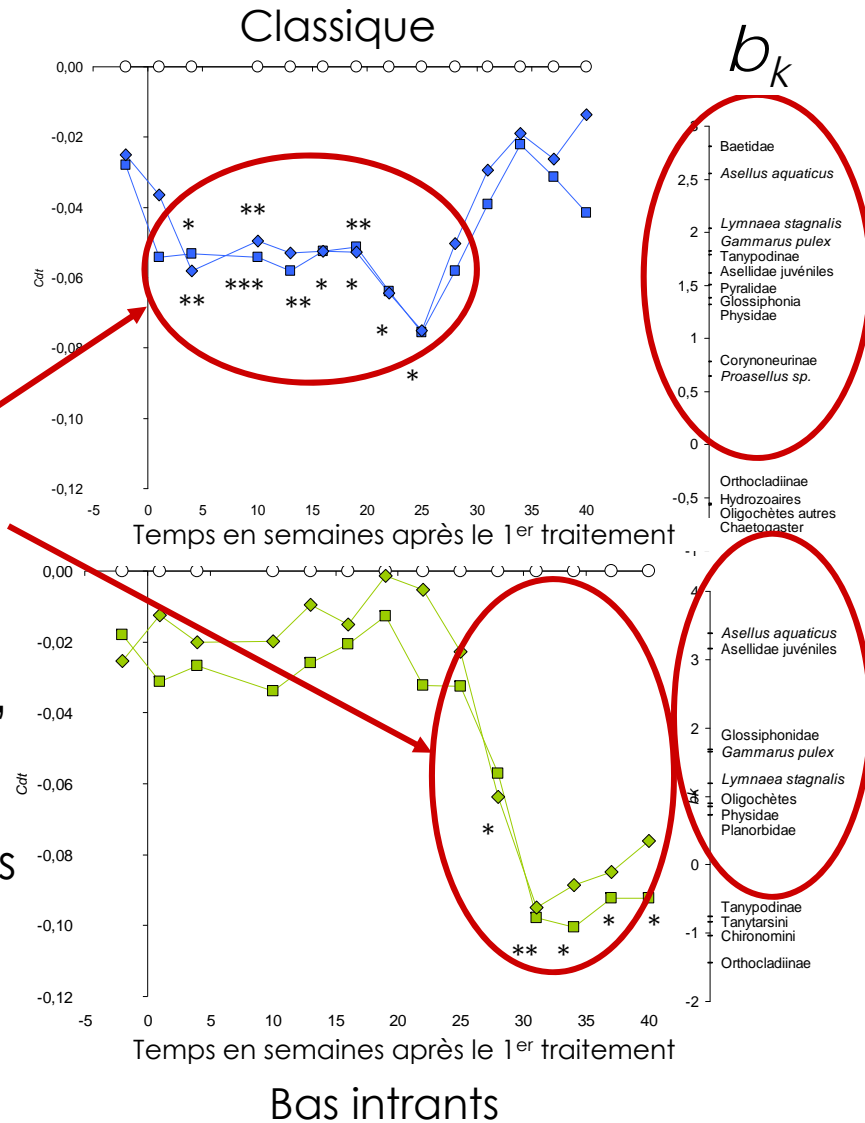 Classique
b_k
0,00
-0,02
-0,04
-0,06
-0,08
-0,10
-0,12
Cdt
-5 0 5 10 15 20 25 30 35 40
* ** **
** *** ** * *
*
*
Temps en semaines après le 1er traitement
3
2,5
2
1,5
1
0,5
0
-0,5
-1
Baetidae
Asellus aquaticus
Lymnaea stagnalis
Gammarus pulex
Tanypodinae
Asellidae juvéniles
Pyralidae
Glossiphonia
Physidae
Corynoneurinae
Proasellus sp.
Orthocladiinae
Hydrozoaires
Oligochètes autres
Chaetogaster
,
s
0,00
-0,02
-0,04
-0,06
-0,08
-0,10
-0,12
Cdt
-5 0 5 10 15 20 25 30 35 40
*
** * * *
Temps en semaines après le 1er traitement
4
3
2
1
0
-1
-2
bk
Asellus aquaticus
Asellidae juvéniles
Glossiphonidae
Gammarus pulex
Lymnaea stagnalis
Oligochètes
Physidae
Planorbidae
Tanypodinae
Tanytarsini
Chironomini
Orthocladiinae
Bas intrants